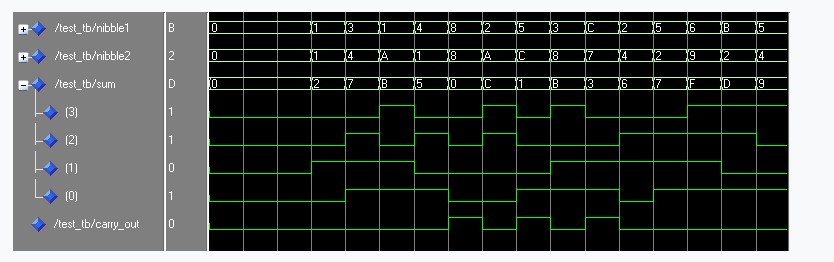 /test_tb/nibble1 B 0 1 3 1 4 8 2 5 3 C 2 5 6 B 5
/test_tb/nibble2 2 0 1 4 A 1 8 A C 8 7 4 2 9 2 4
/test_tb/sum D 0 2 7 B 5 0 C 1 B 3 6 7 F D 9
(3) 1
(2) 1
(1) 0
(0) 1
/test_tb/carry_out 0